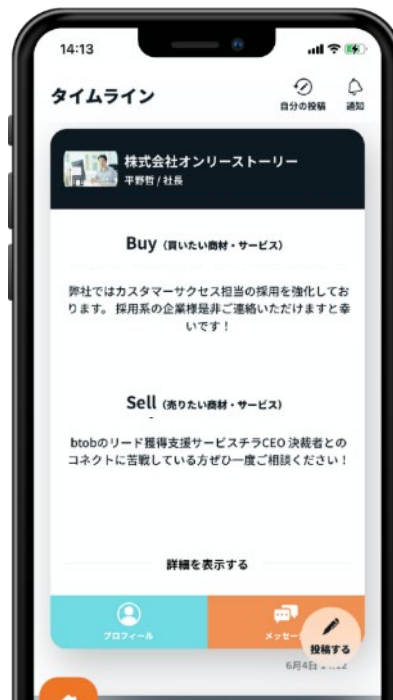 14:13
タイムライン
自分の投稿
通知
株式会社オンリーストーリー
平野哲 / 社長
Buy (買いたい商材・サービス)
弊社ではカスタマーサクセス担当の採用を強化してお
ります。 採用系の企業様是非ご連絡いただけますと幸
いです！
Sell (売りたい商材・サービス)
btobのリード獲得支援サービスチラCEO 決裁者との
コネクトに苦戦している方ぜひ一度ご相談ください！
詳細を表示する
プロフィール
投稿する
6月4日